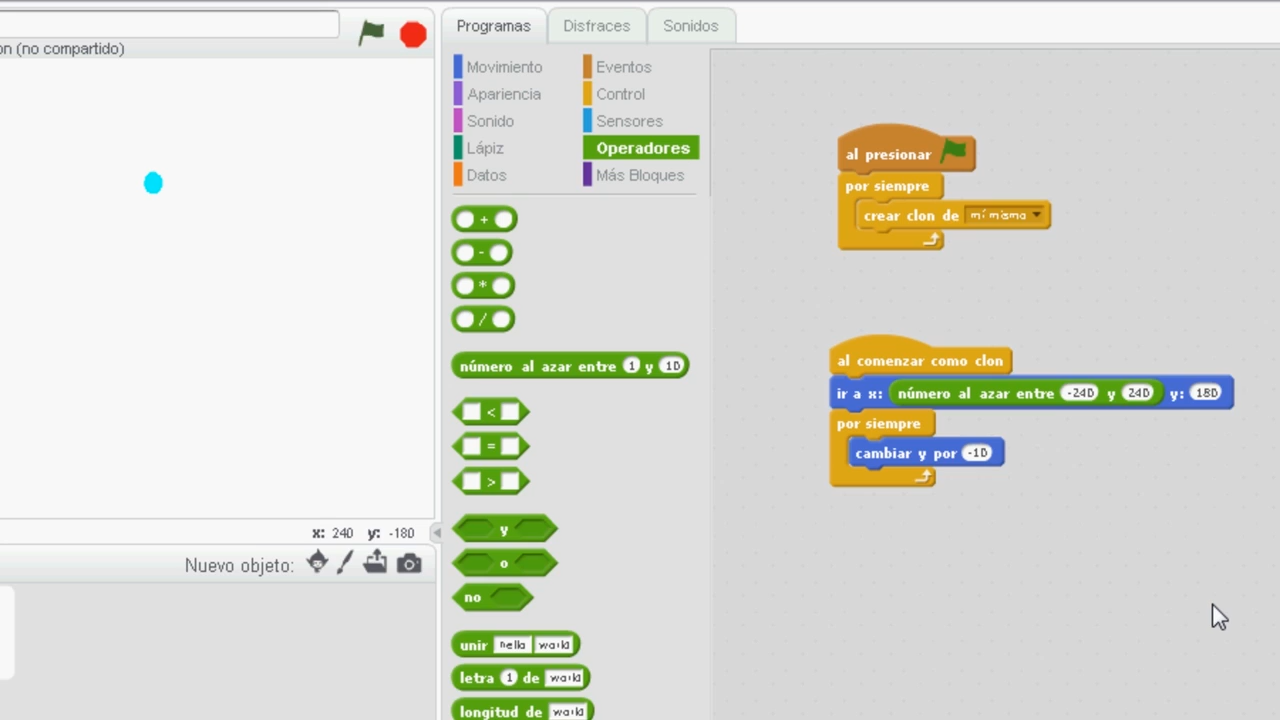 on (no compartido)
x: 240 y: -180
Nuevo objeto:
Programas Disfraces Sonidos
Movimiento Eventos
Apariencia Control
Sonido Sensores
Lápiz Operadores
Datos Más Bloques
+
-
*
/
número al azar entre 1 y 10
<
=
>
y
o
no
unir hello world
letra 1 de world
longitud de world
al presionar
por siempre
crear clon de mí mismo
al comenzar como clon
ir a x: número al azar entre -240 y 240 y: 180
por siempre
cambiar y por -10